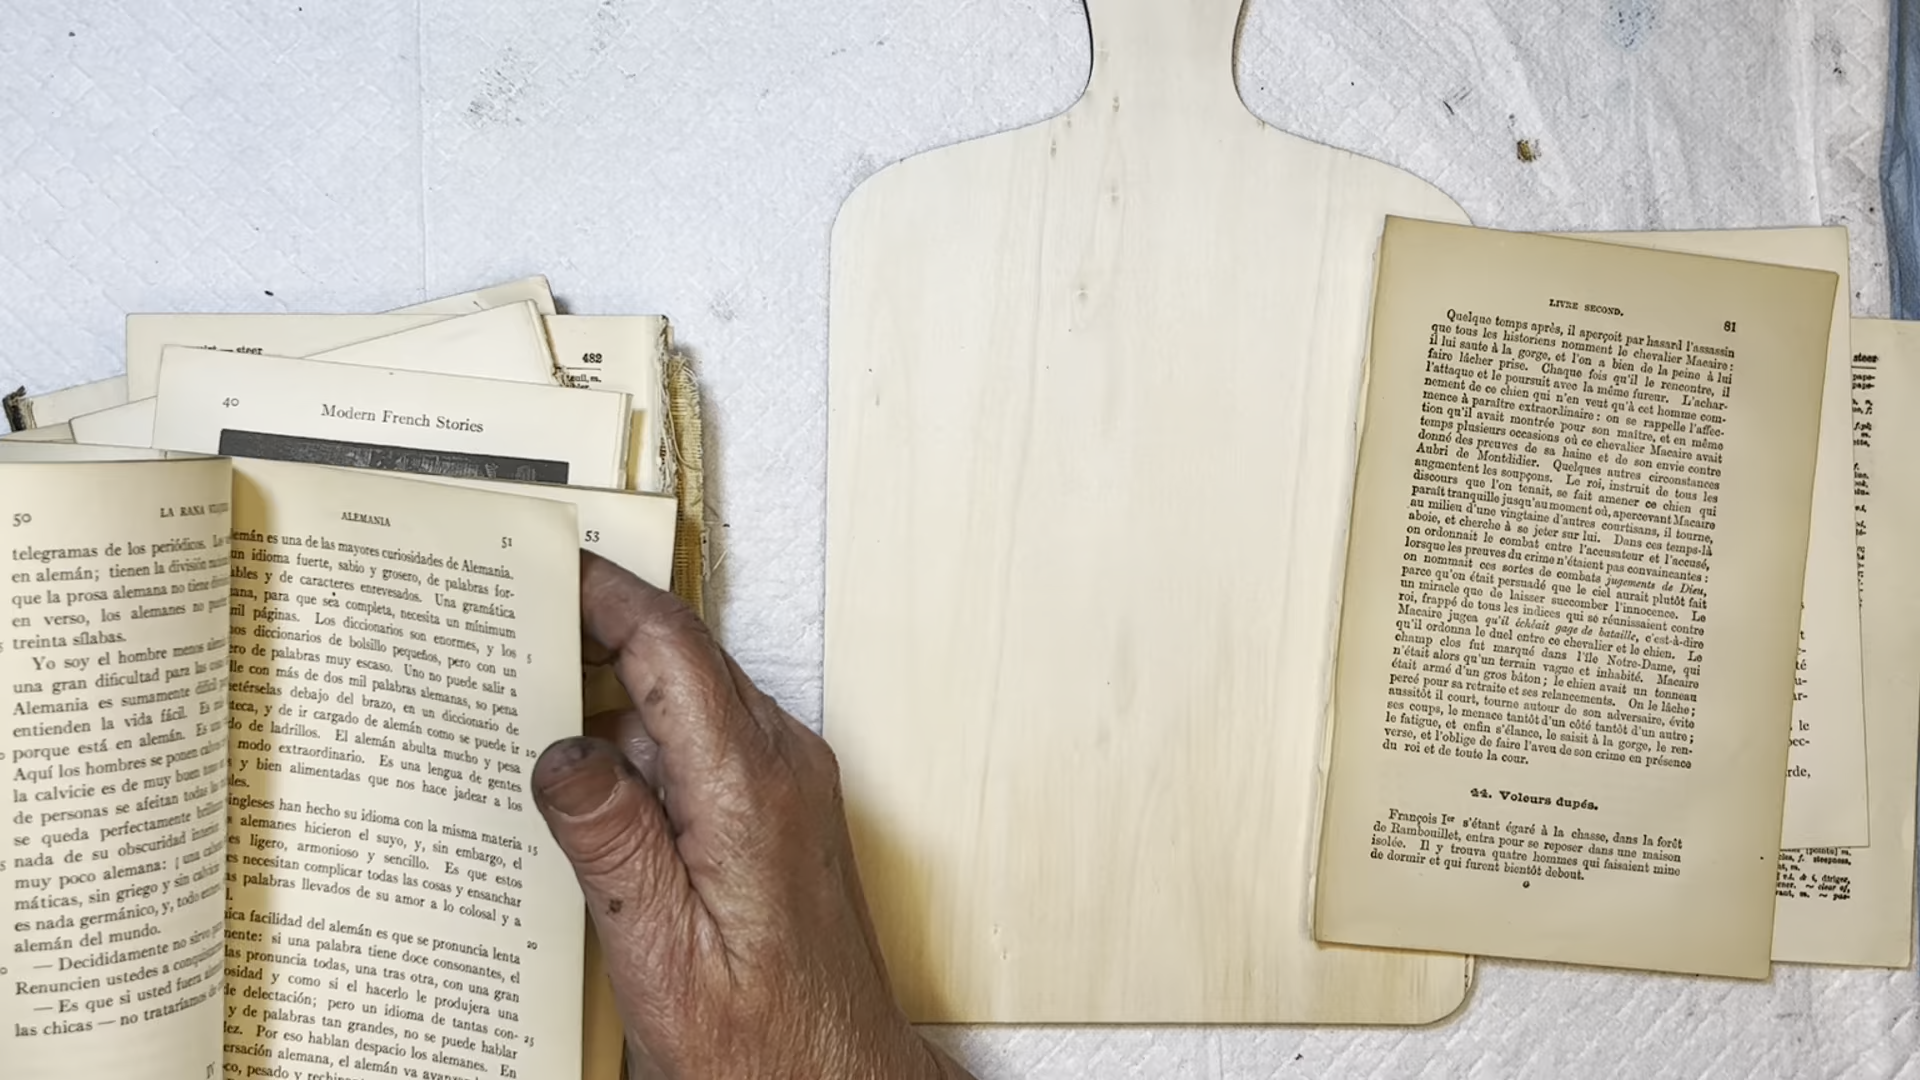 482
40
Modern French Stories
53
50
LA RANA
telegramas de los periódicos.
en alemán; tienen la división
que la prosa alemana no tiene
en verso, los alemanes no
treinta sílabas.
Yo soy el hombre menos
una gran dificultad para las
Alemania es sumamente difícil
entienden la vida fácil. Es
porque está en alemán. Es
Aquí los hombres se ponen
la calvicie es de muy buen
de personas se afeitan todas
se queda perfectamente
nada de su obscuridad
muy poco alemana: ¡una
máticas, sin griego y sin
es nada germánico, y, todo
alemán del mundo.
— Decididamente no sirvo
Renuncien ustedes a
— Es que si usted fuera
las chicas — no trataríamos
ALEMANIA
51
es una de las mayores curiosidades de Alemania.
un idioma fuerte, sabio y grosero, de palabras for-
y de caracteres enrevesados. Una gramática
para que sea completa, necesita un mínimum
mil páginas. Los diccionarios son enormes, y los
diccionarios de bolsillo pequeños, pero con un 5
de palabras muy escaso. Uno no puede salir a
con más de dos mil palabras alemanas, so pena
debajo del brazo, en un diccionario de
y de ir cargado de alemán como se puede ir 10
de ladrillos. El alemán abulta mucho y pesa
modo extraordinario. Es una lengua de gentes
y bien alimentadas que nos hace jadear a los
ingleses han hecho su idioma con la misma materia 15
alemanes hicieron el suyo, y, sin embargo, el
ligero, armonioso y sencillo. Es que estos
necesitan complicar todas las cosas y ensanchar
palabras llevados de su amor a lo colosal y a
facilidad del alemán es que se pronuncia lenta 20
si una palabra tiene doce consonantes, el
las pronuncia todas, una tras otra, con una gran
y como si el hacerlo le produjera una
de delectación; pero un idioma de tantas con- 25
y de palabras tan grandes, no se puede hablar
Por eso hablan despacio los alemanes. En
alemana, el alemán va
pesado y
LIVRE SECOND.
81
Quelque temps après, il aperçoit par hasard l'assassin
que tous les historiens nomment le chevalier Macaire:
il lui saute à la gorge, et l'on a bien de la peine à lui
faire lâcher prise. Chaque fois qu'il le rencontre, il
l'attaque et le poursuit avec la même fureur. L'achar-
nement de ce chien qui n'en veut qu'à cet homme com-
mence à paraître extraordinaire: on se rappelle l'affec-
tion qu'il avait montrée pour son maître, et en même
temps plusieurs occasions où ce chevalier Macaire avait
donné des preuves de sa haine et de son envie contre
Aubri de Montdidier. Quelques autres circonstances
augmentent les soupçons. Le roi, instruit de tous les
discours que l'on tenait, se fait amener ce chien qui
paraît tranquille jusqu'au moment où, apercevant Macaire
au milieu d'une vingtaine d'autres courtisans, il tourne,
aboie, et cherche à se jeter sur lui. Dans ces temps-là
on ordonnait le combat entre l'accusateur et l'accusé,
lorsque les preuves du crime n'étaient pas convaincantes:
on nommait ces sortes de combats jugements de Dieu,
parce qu'on était persuadé que le ciel aurait plutôt fait
un miracle que de laisser succomber l'innocence. Le
roi, frappé de tous les indices qui se réunissaient contre
Macaire jugea qu'il échéait gage de bataille, c'est-à-dire
qu'il ordonna le duel entre ce chevalier et le chien. Le
champ clos fut marqué dans l'île Notre-Dame, qui
n'était alors qu'un terrain vague et inhabité. Macaire
était armé d'un gros bâton; le chien avait un tonneau
percé pour sa retraite et ses relancements. On le lâche;
aussitôt il court, tourne autour de son adversaire, évite
ses coups, le menace tantôt d'un côté tantôt d'un autre;
le fatigue, et enfin s'élance, le saisit à la gorge, le ren-
verse, et l'oblige de faire l'aveu de son crime en présence
du roi et de toute la cour.
44. Voleurs dupés.
François Ier s'étant égaré à la chasse, dans la forêt
de Rambouillet, entra pour se reposer dans une maison
isolée. Il y trouva quatre hommes qui faisaient mine
de dormir et qui furent bientôt debout.
G
steer